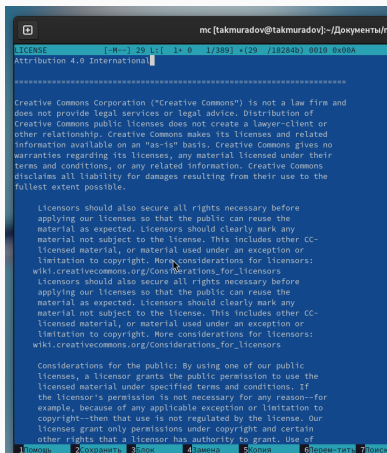 mc [takmuradov@takmuradov]:~/Документы/
LICENSE [-M--] 29 L:[ 1+ 0 1/389] *(29 /18284b) 0010 0x00A
Attribution 4.0 International
=======================================================================
Creative Commons Corporation ("Creative Commons") is not a law firm and
does not provide legal services or legal advice. Distribution of
Creative Commons public licenses does not create a lawyer-client or
other relationship. Creative Commons makes its licenses and related
information available on an "as-is" basis. Creative Commons gives no
warranties regarding its licenses, any material licensed under their
terms and conditions, or any related information. Creative Commons
disclaims all liability for damages resulting from their use to the
fullest extent possible.
Licensors should also secure all rights necessary before
applying our licenses so that the public can reuse the
material as expected. Licensors should clearly mark any
material not subject to the license. This includes other CC-
licensed material, or material used under an exception or
limitation to copyright. More considerations for licensors:
wiki.creativecommons.org/Considerations_for_licensors
Licensors should also secure all rights necessary before
applying our licenses so that the public can reuse the
material as expected. Licensors should clearly mark any
material not subject to the license. This includes other CC-
licensed material, or material used under an exception or
limitation to copyright. More considerations for licensors:
wiki.creativecommons.org/Considerations_for_licensors
Considerations for the public: By using one of our public
licenses, a licensor grants the public permission to use the
licensed material under specified terms and conditions. If
the licensor's permission is not necessary for any reason--for
example, because of any applicable exception or limitation to
copyright--then that use is not regulated by the license. Our
licenses grant only permissions under copyright and certain
other rights that a licensor has authority to grant. Use of
1Помощь 2Сохранить 3Блок 4Замена 5Копия 6Перем~тить 7Поиск